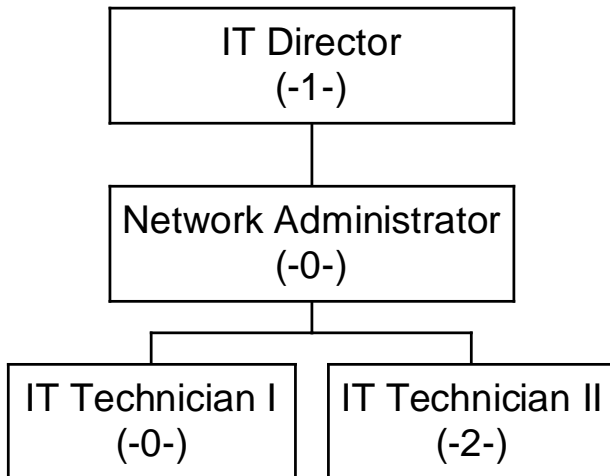 IT Director
(-1-)
Network Administrator
(-0-)
IT Technician I
(-0-)
IT Technician II
(-2-)